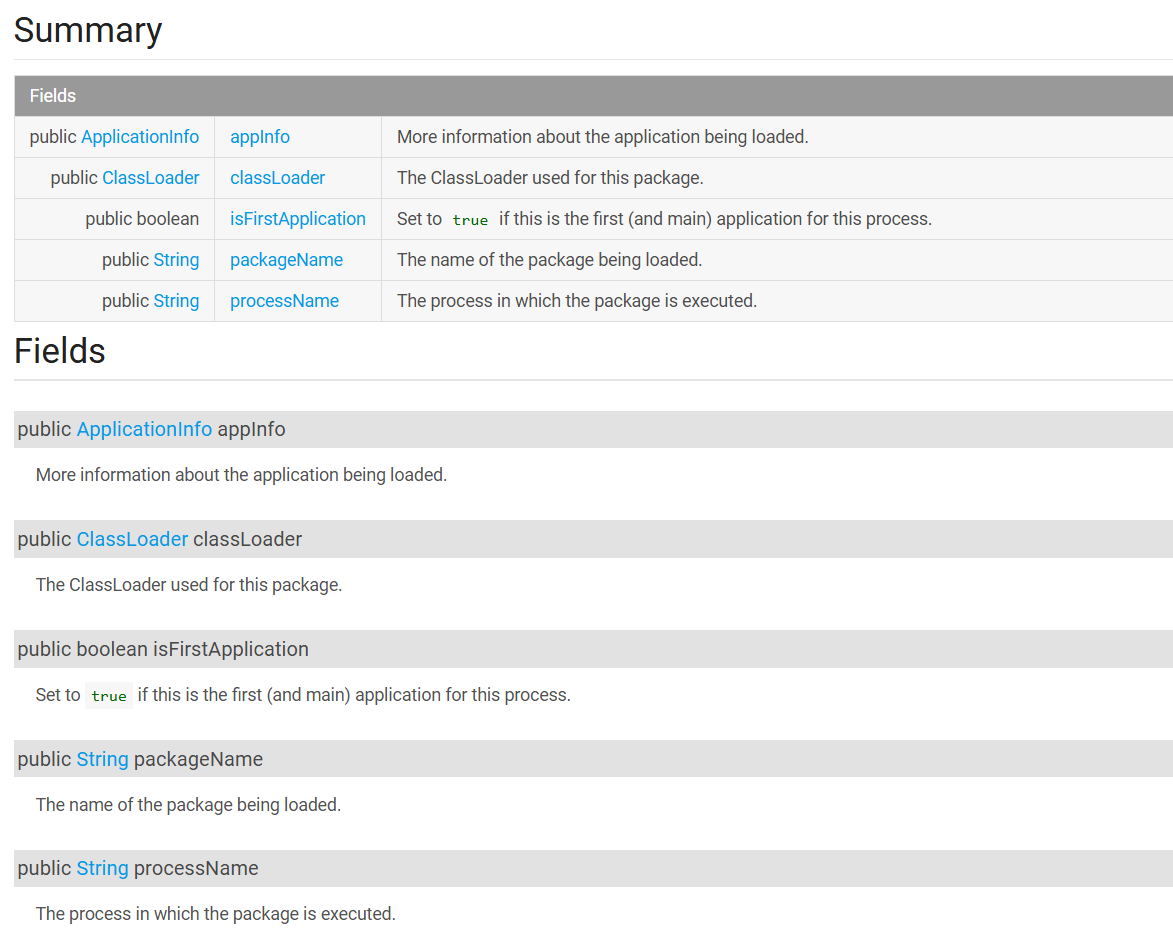 Summary
Fields
public ApplicationInfo appInfo More information about the application being loaded.
public ClassLoader classLoader The ClassLoader used for this package.
public boolean isFirstApplication Set to true if this is the first (and main) application for this process.
public String packageName The name of the package being loaded.
public String processName The process in which the package is executed.
Fields
public ApplicationInfo appInfo
More information about the application being loaded.
public ClassLoader classLoader
The ClassLoader used for this package.
public boolean isFirstApplication
Set to true if this is the first (and main) application for this process.
public String packageName
The name of the package being loaded.
public String processName
The process in which the package is executed.